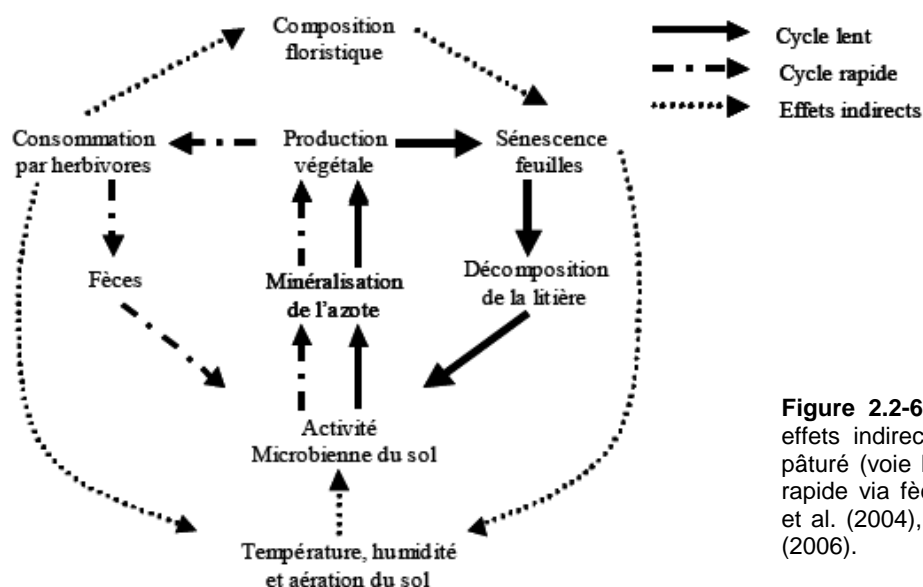 Composition
floristique
Cycle lent
Cycle rapide
Effets indirects
Consommation
par herbivores
Production
végétale
Sénescence
feuilles
Fèces
Minéralisation
de l'azote
Décomposition
de la litière
Activité
Microbienne du sol
Température, humidité
et aération du sol
Figure 2.2-6
effets indirec
pâturé (voie
rapide via fè
et al. (2004),
(2006).